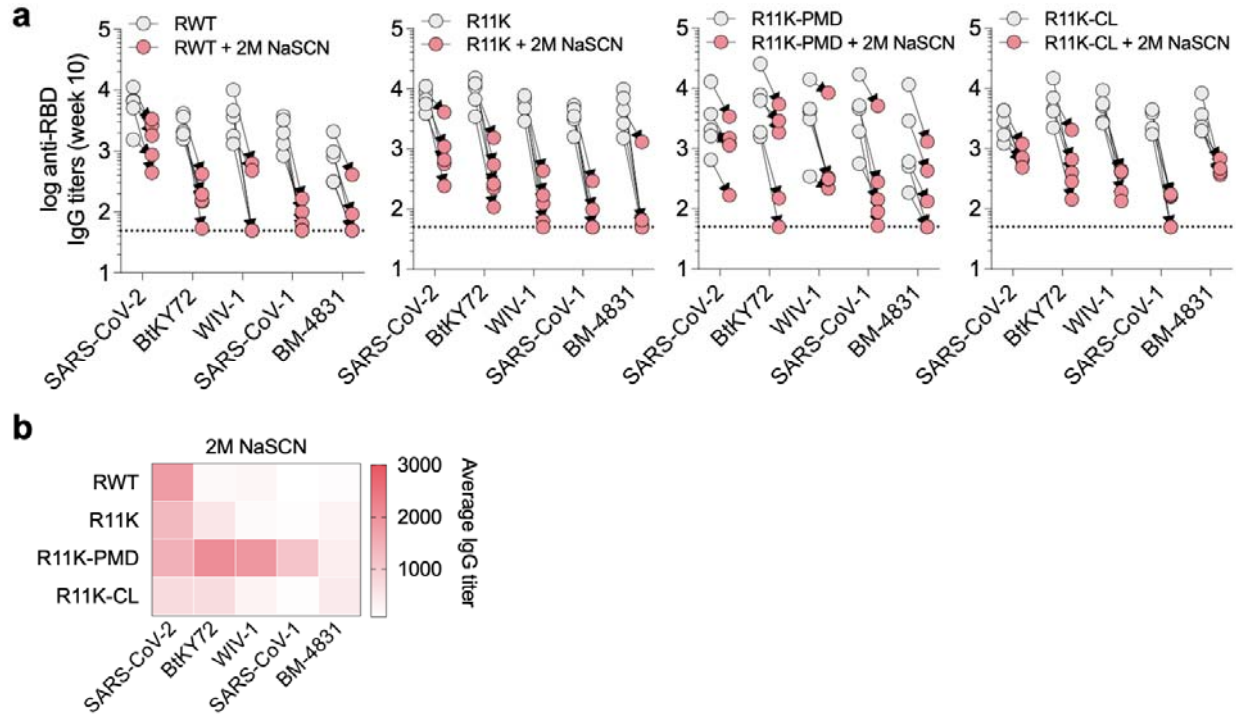 a
RWT
RWT + 2M NaSCN
R11K
R11K + 2M NaSCN
R11K-PMD
R11K-PMD + 2M NaSCN
R11K-CL
R11K-CL + 2M NaSCN
log anti-RBD
IgG titers (week 10)
5
4
3
2
1
SARS-CoV-2
BtKY72
WIV-1
SARS-CoV-1
BM-4831
5
4
3
2
1
SARS-CoV-2
BtKY72
WIV-1
SARS-CoV-1
BM-4831
5
4
3
2
1
SARS-CoV-2
BtKY72
WIV-1
SARS-CoV-1
BM-4831
5
4
3
2
1
SARS-CoV-2
BtKY72
WIV-1
SARS-CoV-1
BM-4831
b
2M NaSCN
RWT
R11K
R11K-PMD
R11K-CL
SARS-CoV-2
BtKY72
WIV-1
SARS-CoV-1
BM-4831
3000
2000
1000
Average IgG titer